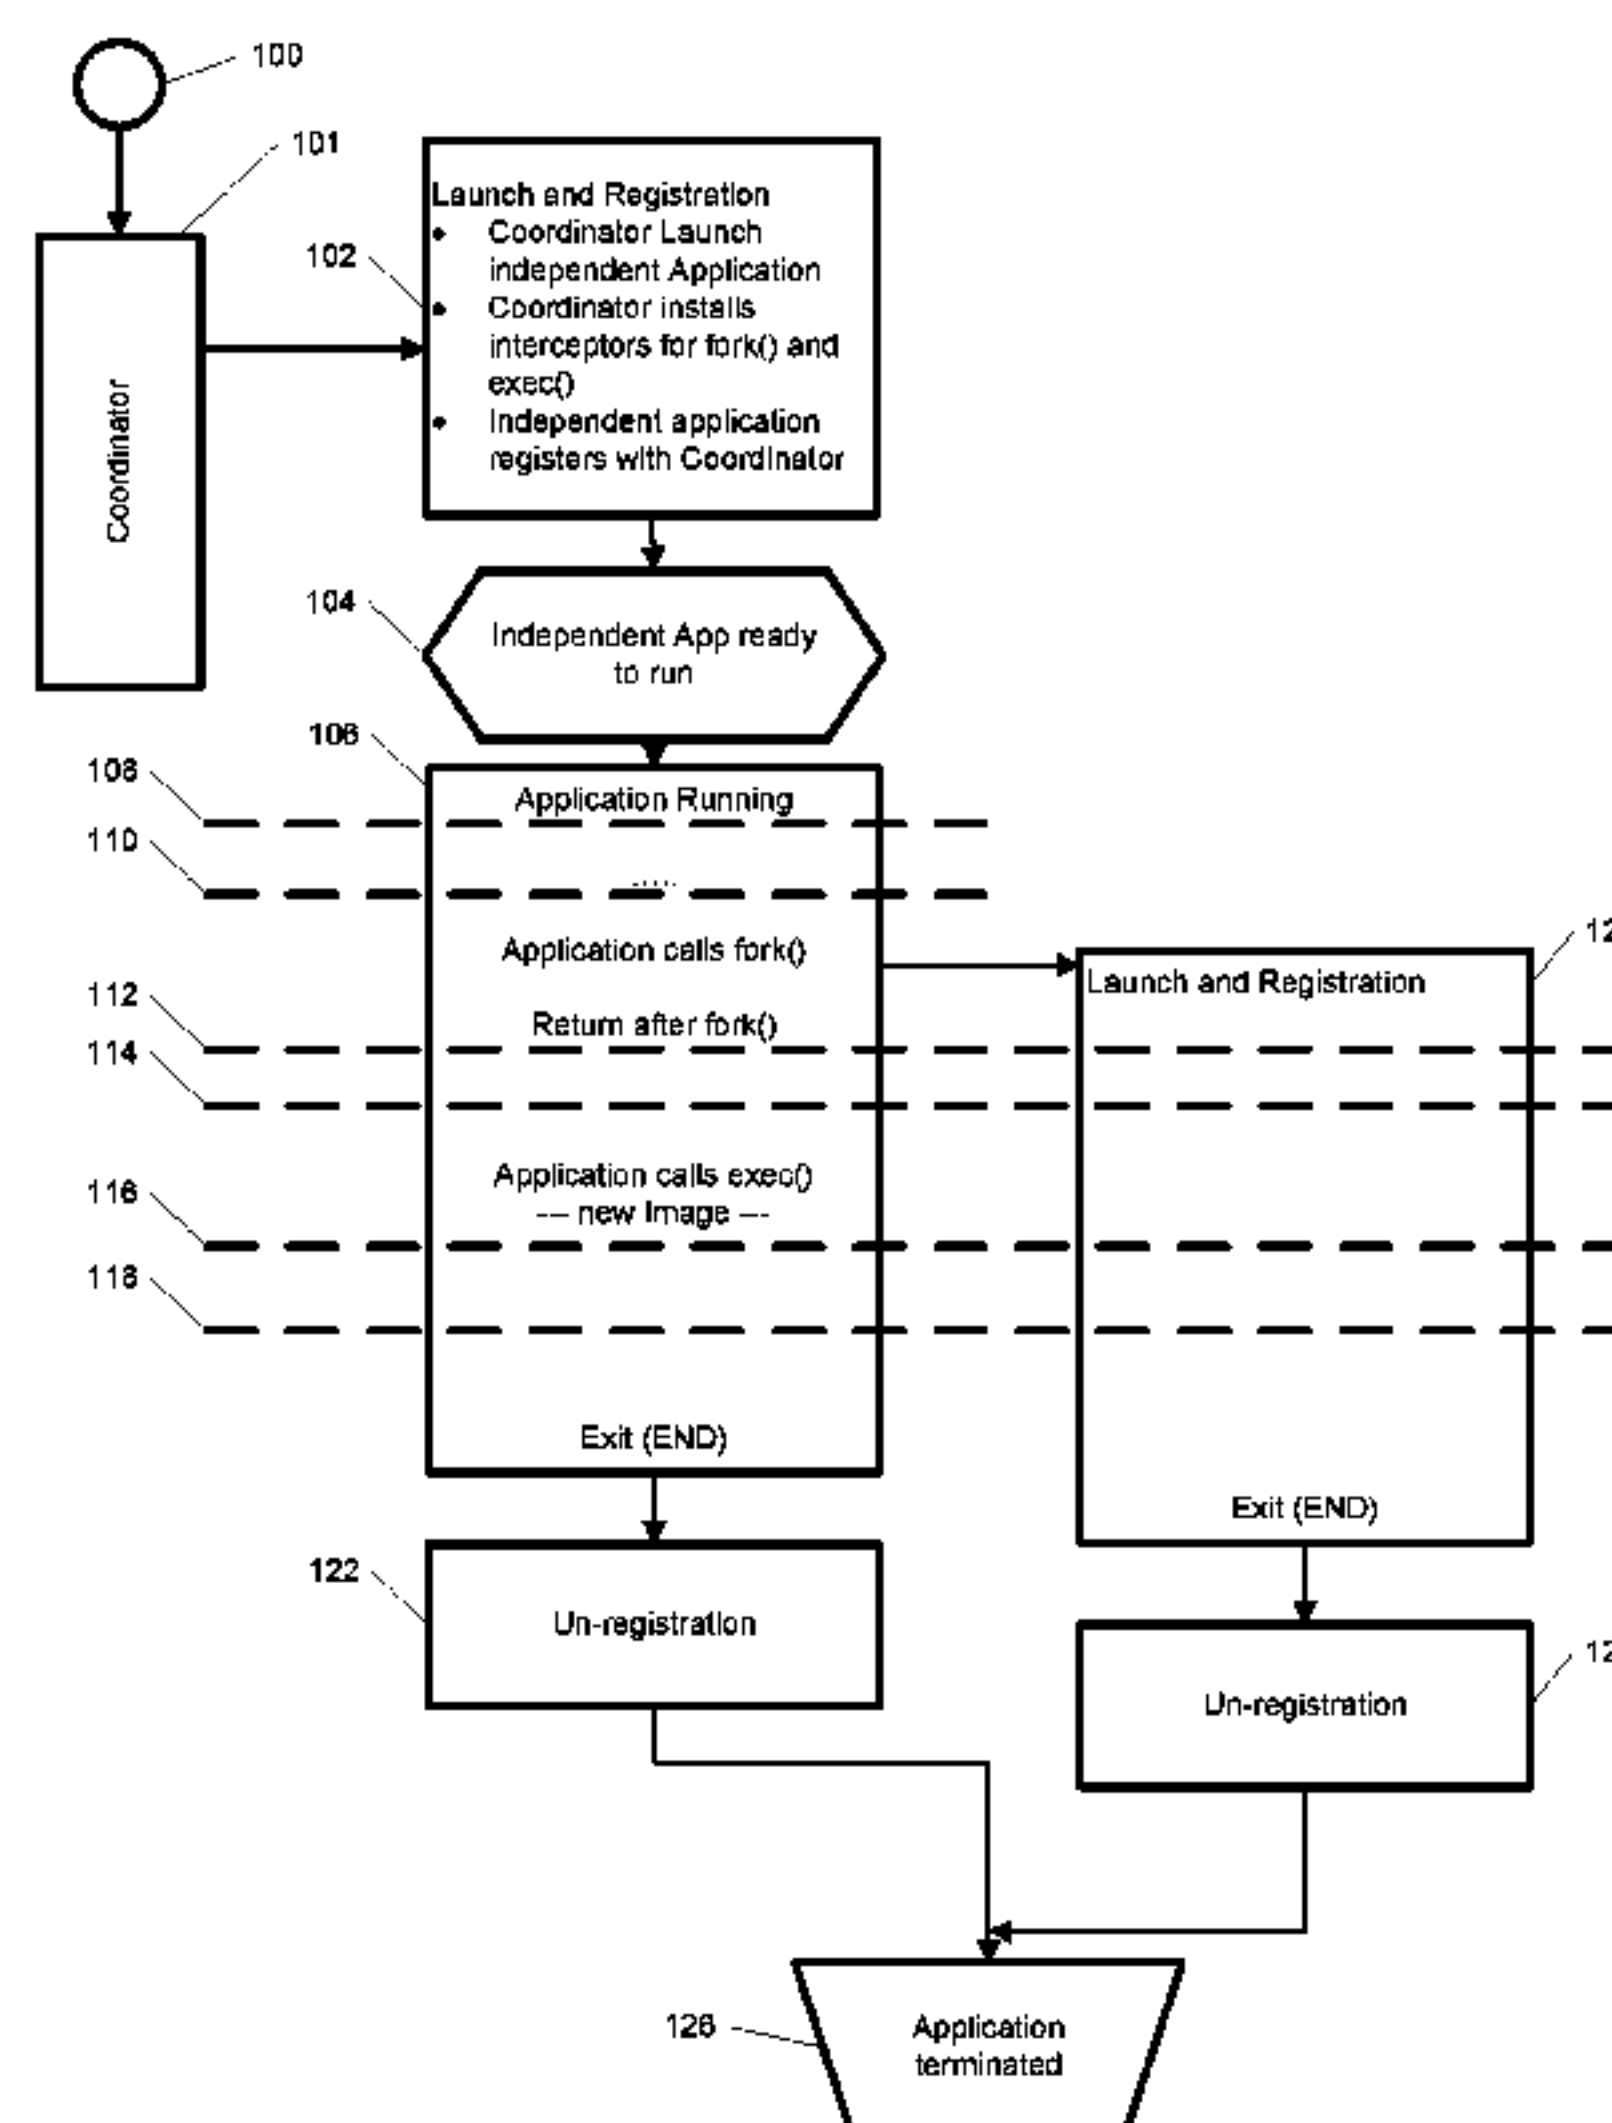 100
101
Coordinator
102
Launch and Registration
• Coordinator Launch
independent Application
• Coordinator installs
interceptors for fork() and
exec()
• Independent application
registers with Coordinator
104
Independent App ready
to run
106
108
Application Running
110
.....
Application calls fork()
12
Launch and Registration
112
Return after fork()
114
Application calls exec()
116
--- new Image ---
118
Exit (END)
Exit (END)
122
Un-registration
12
Un-registration
126
Application
terminated